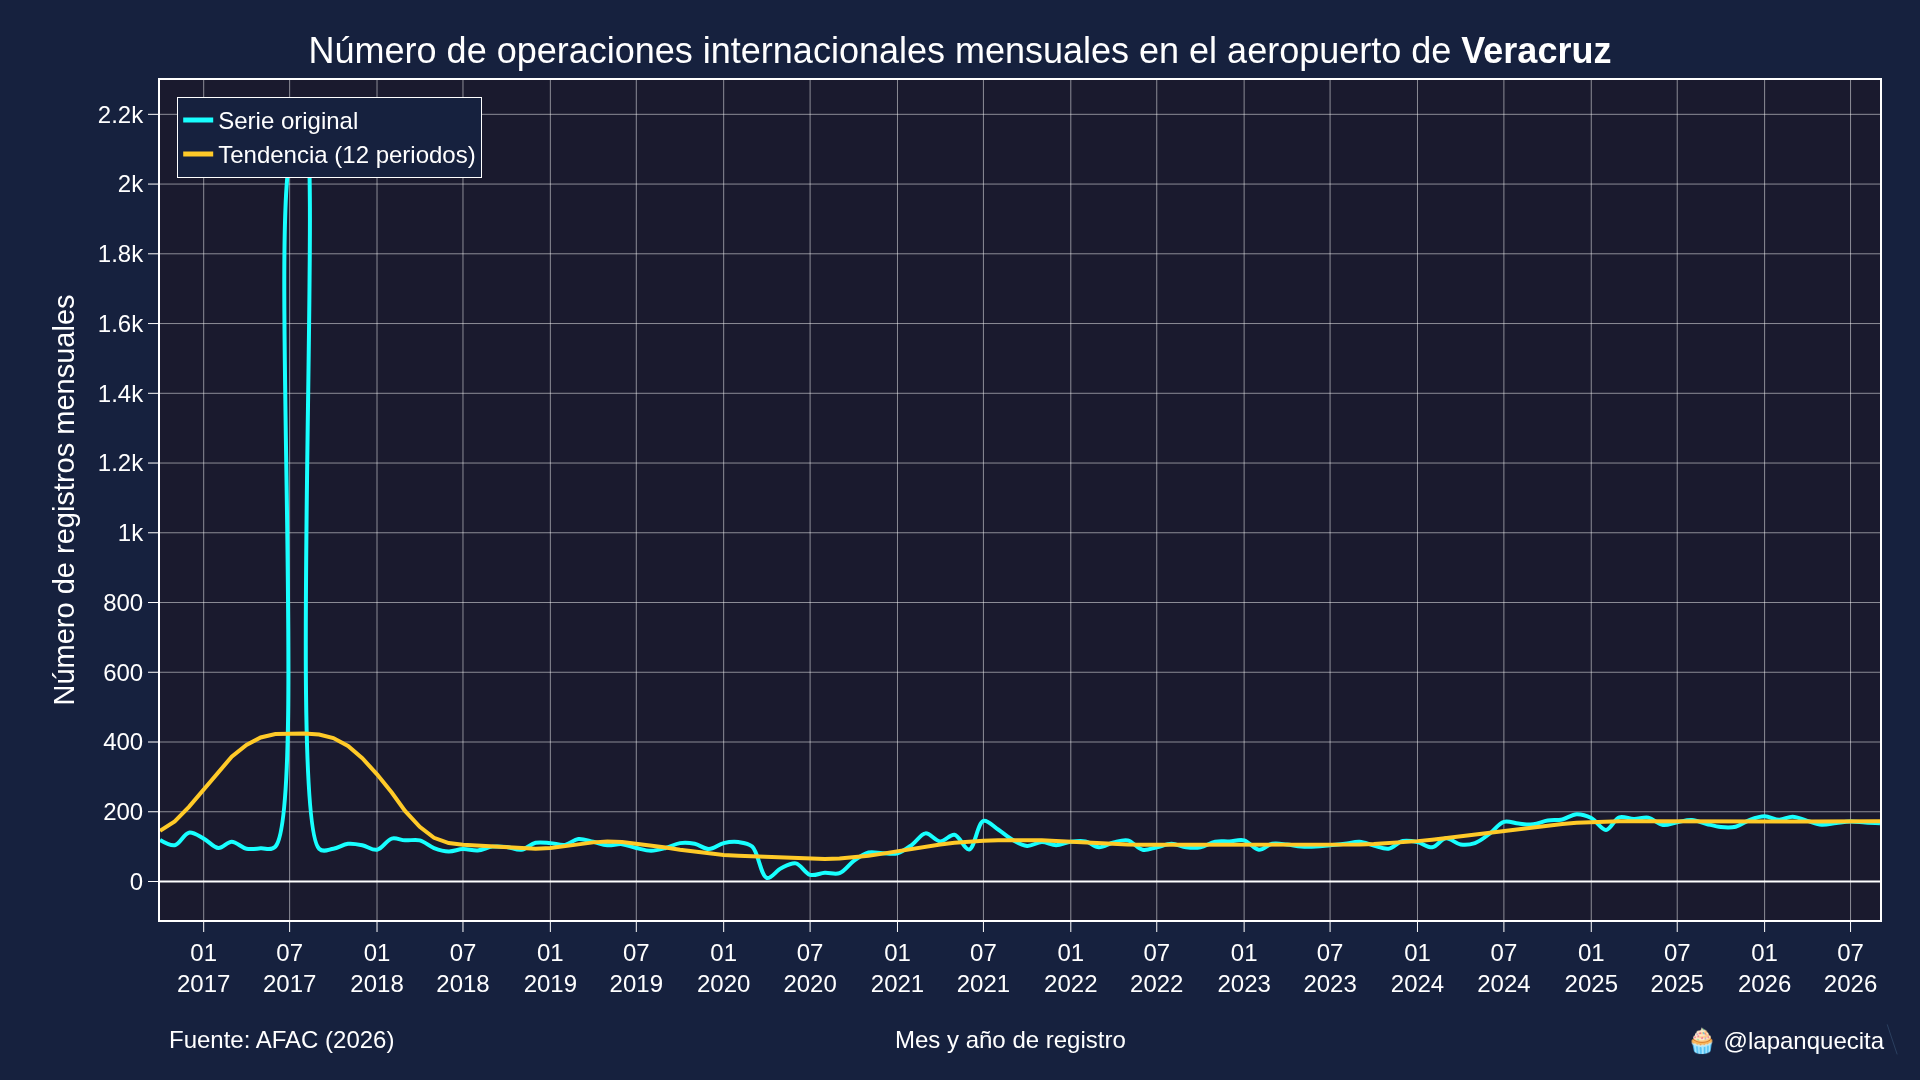 Número de operaciones internacionales mensuales en el aeropuerto de Veracruz
Serie original
Tendencia (12 periodos)
Número de registros mensuales
2.2k
2k
1.8k
1.6k
1.4k
1.2k
1k
800
600
400
200
0
01 07 01 07 01 07 01 07 01 07 01 07 01 07 01 07 01 07 01 07
2017 2017 2018 2018 2019 2019 2020 2020 2021 2021 2022 2022 2023 2023 2024 2024 2025 2025 2026 2026
Fuente: AFAC (2026) Mes y año de registro 🧁 @lapanquecita